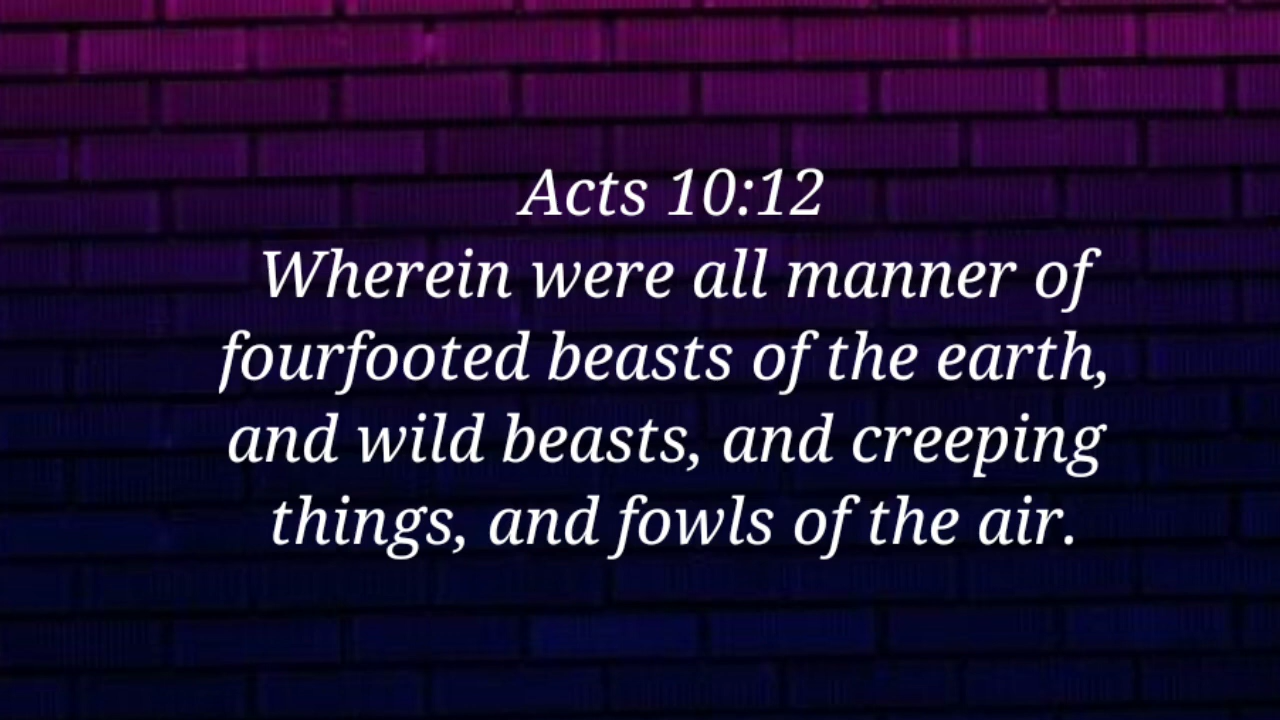 Acts 10:12
Wherein were all manner of
fourfooted beasts of the earth,
and wild beasts, and creeping
things, and fowls of the air.